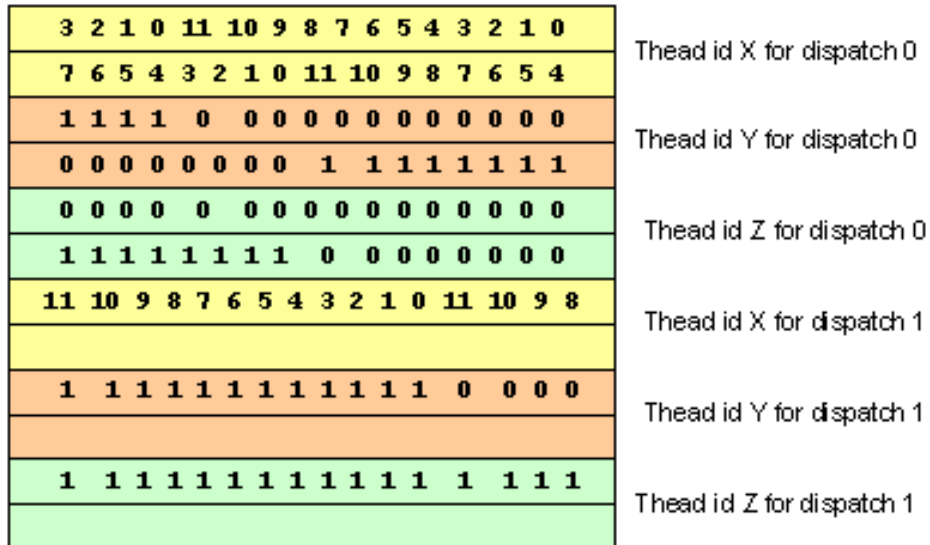 3 2 1 0 11 10 9 8 7 6 5 4 3 2 1 0
Thead id X for dispatch 0
7 6 5 4 3 2 1 0 11 10 9 8 7 6 5 4
1 1 1 1 0 0 0 0 0 0 0 0 0 0 0 0
Thead id Y for dispatch 0
0 0 0 0 0 0 0 0 1 1 1 1 1 1 1 1
0 0 0 0 0 0 0 0 0 0 0 0 0 0 0 0
Thead id Z for dispatch 0
1 1 1 1 1 1 1 1 0 0 0 0 0 0 0 0
11 10 9 8 7 6 5 4 3 2 1 0 11 10 9 8
Thead id X for dispatch 1
1 1 1 1 1 1 1 1 1 1 1 1 0 0 0 0
Thead id Y for dispatch 1
1 1 1 1 1 1 1 1 1 1 1 1 1 1 1 1
Thead id Z for dispatch 1